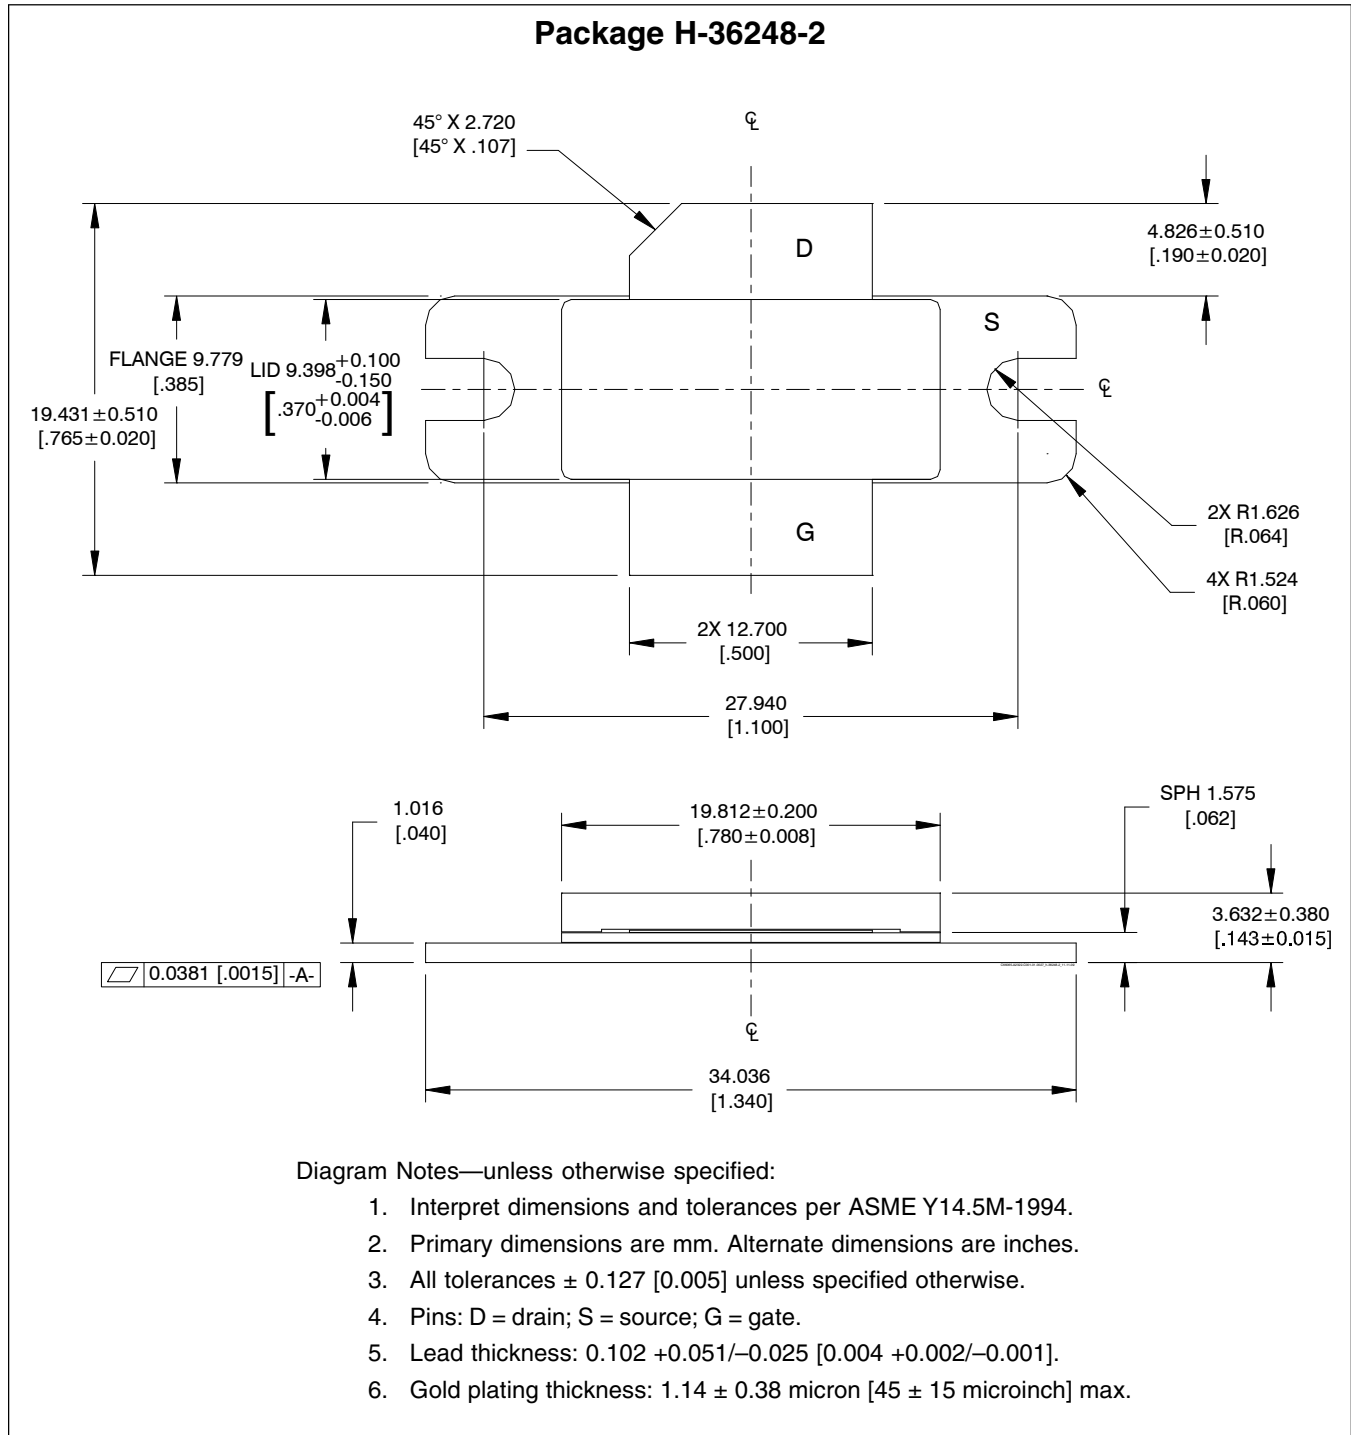 Package H-36248-2
45° X 2.720
[45° X .107]
℄
4.826±0.510
[.190±0.020]
D
S
FLANGE 9.779
[.385]
LID 9.398 +0.100
-0.150
[.370 +0.004
-0.006]
℄
19.431±0.510
[.765±0.020]
2X R1.626
[R.064]
G
4X R1.524
[R.060]
2X 12.700
[.500]
27.940
[1.100]
1.016
[.040]
19.812±0.200
[.780±0.008]
SPH 1.575
[.062]
3.632±0.380
[.143±0.015]
⏥ 0.0381 [.0015] -A-
℄
34.036
[1.340]
Diagram Notes—unless otherwise specified:
1. Interpret dimensions and tolerances per ASME Y14.5M-1994.
2. Primary dimensions are mm. Alternate dimensions are inches.
3. All tolerances ± 0.127 [0.005] unless specified otherwise.
4. Pins: D = drain; S = source; G = gate.
5. Lead thickness: 0.102 +0.051/–0.025 [0.004 +0.002/–0.001].
6. Gold plating thickness: 1.14 ± 0.38 micron [45 ± 15 microinch] max.